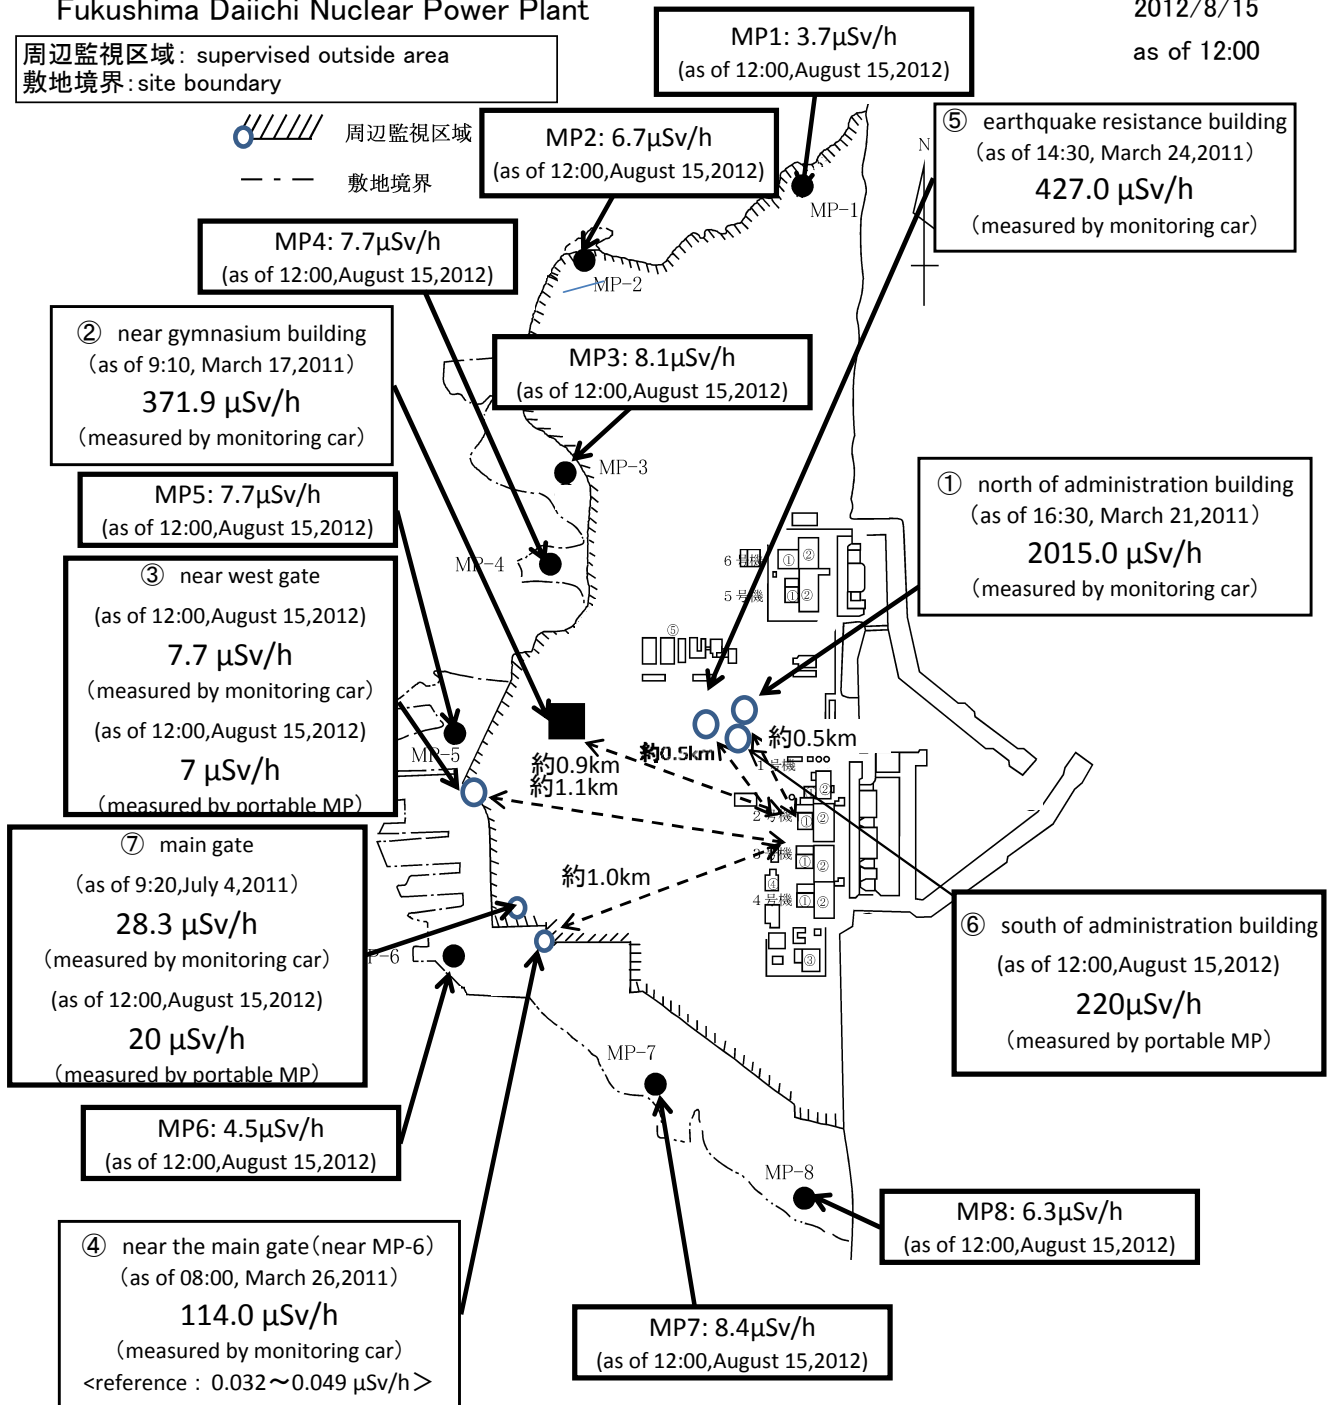 Fukushima Daiichi Nuclear Power Plant
2012/8/15
as of 12:00
周辺監視区域: supervised outside area
敷地境界:site boundary
周辺監視区域
敷地境界
MP1: 3.7μSv/h
(as of 12:00,August 15,2012)
MP2: 6.7μSv/h
(as of 12:00,August 15,2012)
⑤ earthquake resistance building
(as of 14:30, March 24,2011)
427.0 μSv/h
(measured by monitoring car)
N
MP-1
MP4: 7.7μSv/h
(as of 12:00,August 15,2012)
MP-2
② near gymnasium building
(as of 9:10, March 17,2011)
371.9 μSv/h
(measured by monitoring car)
MP3: 8.1μSv/h
(as of 12:00,August 15,2012)
MP-3
MP5: 7.7μSv/h
(as of 12:00,August 15,2012)
① north of administration building
(as of 16:30, March 21,2011)
2015.0 μSv/h
(measured by monitoring car)
MP-4
6号機
① ②
5号機
① ②
③ near west gate
(as of 12:00,August 15,2012)
7.7 μSv/h
(measured by monitoring car)
(as of 12:00,August 15,2012)
7 μSv/h
(measured by portable MP)
⑤
MP-5
約0.9km
約1.1km
約0.5km
約0.5km
1号機
②
2号機
① ②
3号機
① ②
④
4号機
① ②
③
約1.0km
⑦ main gate
(as of 9:20,July 4,2011)
28.3 μSv/h
(measured by monitoring car)
(as of 12:00,August 15,2012)
20 μSv/h
(measured by portable MP)
P-6
⑥ south of administration building
(as of 12:00,August 15,2012)
220μSv/h
(measured by portable MP)
MP-7
MP6: 4.5μSv/h
(as of 12:00,August 15,2012)
MP-8
MP8: 6.3μSv/h
(as of 12:00,August 15,2012)
④ near the main gate(near MP-6)
(as of 08:00, March 26,2011)
114.0 μSv/h
(measured by monitoring car)
<reference : 0.032～0.049 μSv/h>
MP7: 8.4μSv/h
(as of 12:00,August 15,2012)